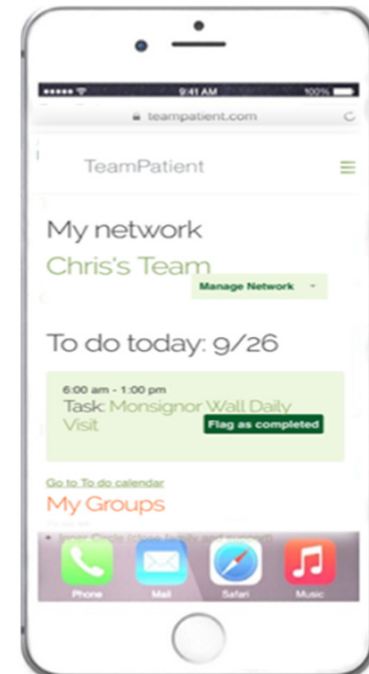 9:41 AM 100%
teampatient.com
TeamPatient
My network
Chris's Team
Manage Network
To do today: 9/26
6:00 am - 1:00 pm
Task: Monsignor Wall Daily
Visit
Flag as completed
Go to To do calendar
My Groups
Phone Mail Safari Music